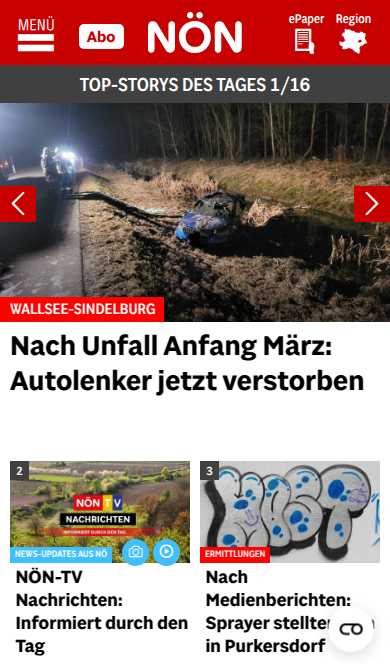 MENÜ
Abo
NÖN
ePaper
Region
TOP-STORYS DES TAGES 1/16
WALLSEE-SINDELBURG
Nach Unfall Anfang März:
Autolenker jetzt verstorben
2
NÖN TV
NACHRICHTEN
INFORMIERT DURCH DEN TAG
NEWS-UPDATES AUS NÖ
NÖN-TV
Nachrichten:
Informiert durch den
Tag
3
ERMITTLUNGEN
Nach
Medienberichten:
Sprayer stellte
in Purkersdorf